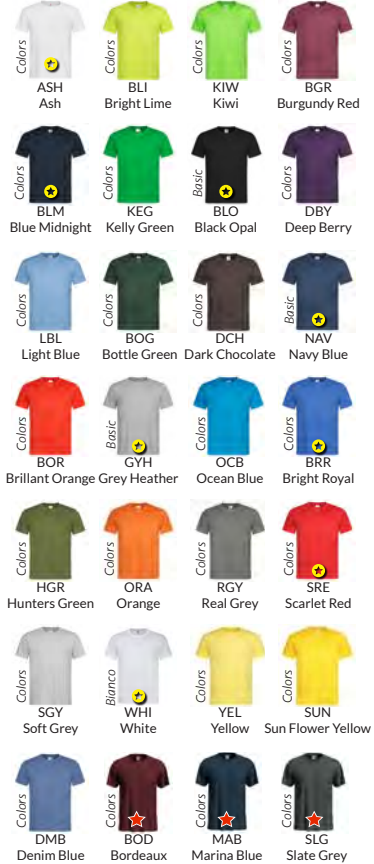 Colors Colors Colors Colors
ASH BLI KIW BGR
Ash Bright Lime Kiwi Burgundy Red
Colors Colors Basic Colors
BLM KEG BLO DBY
Blue Midnight Kelly Green Black Opal Deep Berry
Colors Colors Colors Basic
LBL BOG DCH NAV
Light Blue Bottle Green Dark Chocolate Navy Blue
Colors Basic Colors Colors
BOR GYH OCB BRR
Brillant Orange Grey Heather Ocean Blue Bright Royal
Colors Colors Colors Colors
HGR ORA RGY SRE
Hunters Green Orange Real Grey Scarlet Red
Colors Bianco Colors Colors
SGY WHI YEL SUN
Soft Grey White Yellow Sun Flower Yellow
Colors Colors Colors Colors
DMB BOD MAB SLG
Denim Blue Bordeaux Marina Blue Slate Grey